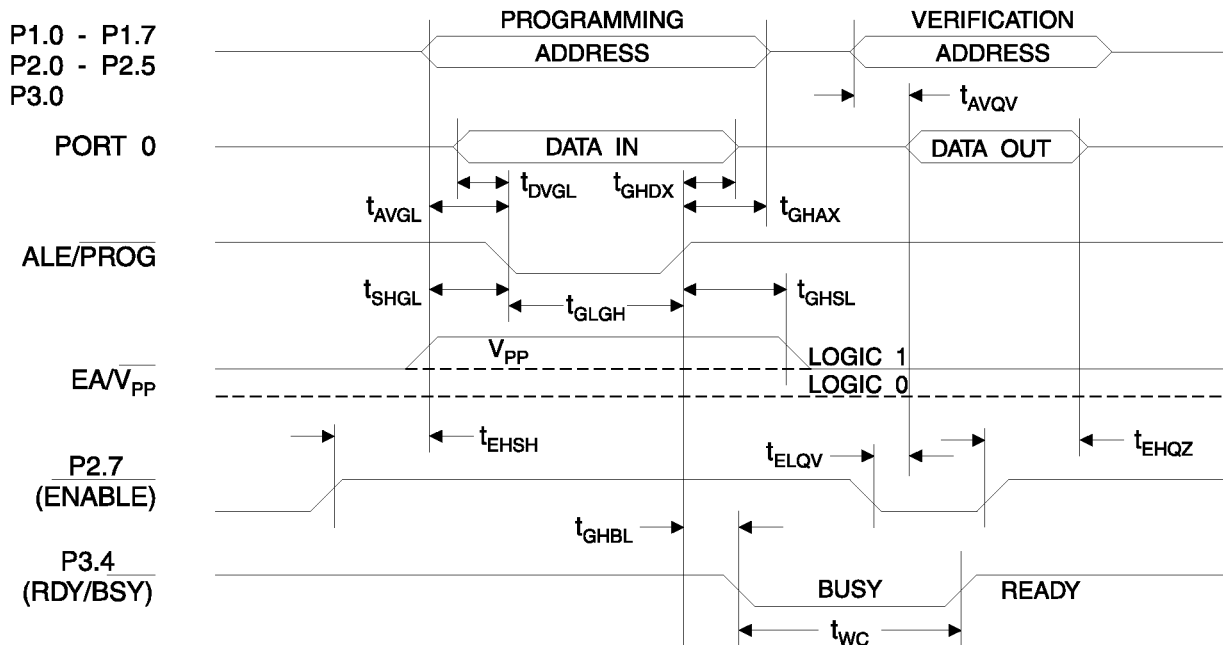 PROGRAMMING VERIFICATION
P1.0 - P1.7
P2.0 - P2.5
P3.0
ADDRESS ADDRESS
tAVQV
PORT 0 DATA IN DATA OUT
tDVGL tGHDX
tAVGL tGHAX
ALE/PROG
tSHGL tGLGH tGHSL
EA/VPP VPP LOGIC 1
LOGIC 0
tEHSH tELQV tEHQZ
P2.7
(ENABLE)
tGHBL
P3.4
(RDY/BSY) BUSY READY
tWC